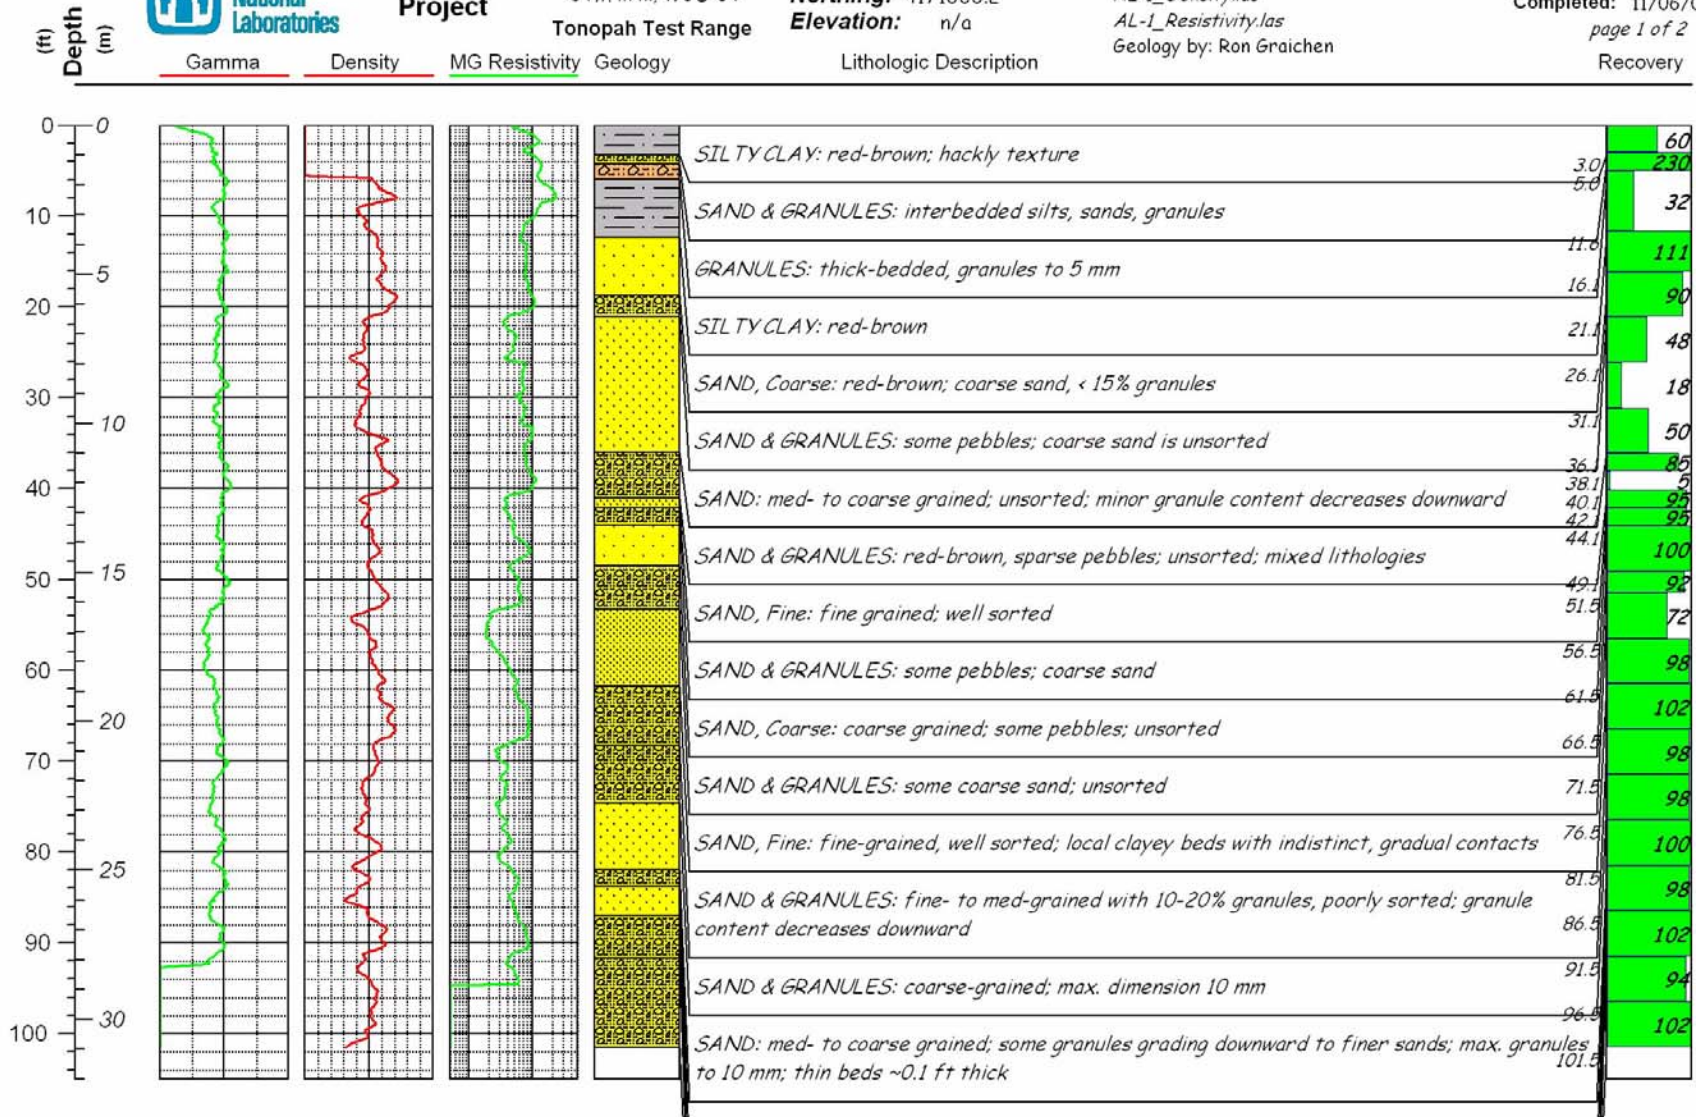 National
Laboratories
Project
Tonopah Test Range
Northing:
Elevation: n/a
AL-1_Resistivity.las
Geology by: Ron Graichen
Completed:
page 1 of 2
(ft) Depth (m)
Gamma Density MG Resistivity Geology Lithologic Description Recovery
0 0
10
5
20
30
10
40
50
15
60
20
70
80
25
90
100
30
SILTY CLAY: red-brown; hackly texture
SAND & GRANULES: interbedded silts, sands, granules
GRANULES: thick-bedded, granules to 5 mm
SILTY CLAY: red-brown
SAND, Coarse: red-brown; coarse sand, < 15% granules
SAND & GRANULES: some pebbles; coarse sand is unsorted
SAND: med- to coarse grained; unsorted; minor granule content decreases downward
SAND & GRANULES: red-brown, sparse pebbles; unsorted; mixed lithologies
SAND, Fine: fine grained; well sorted
SAND & GRANULES: some pebbles; coarse sand
SAND, Coarse: coarse grained; some pebbles; unsorted
SAND & GRANULES: some coarse sand; unsorted
SAND, Fine: fine-grained, well sorted; local clayey beds with indistinct, gradual contacts
SAND & GRANULES: fine- to med-grained with 10-20% granules, poorly sorted; granule
content decreases downward
SAND & GRANULES: coarse-grained; max. dimension 10 mm
SAND: med- to coarse grained; some granules grading downward to finer sands; max. granules
to 10 mm; thin beds ~0.1 ft thick
3.0
5.0
11.6
16.1
21.1
26.1
31.1
36.1
38.1
40.1
42.1
44.1
49.1
51.5
56.5
61.5
66.5
71.5
76.5
81.5
86.5
91.5
96.5
101.5
60
230
32
111
90
48
18
50
85
5
95
95
100
92
72
98
102
98
98
100
98
102
94
102